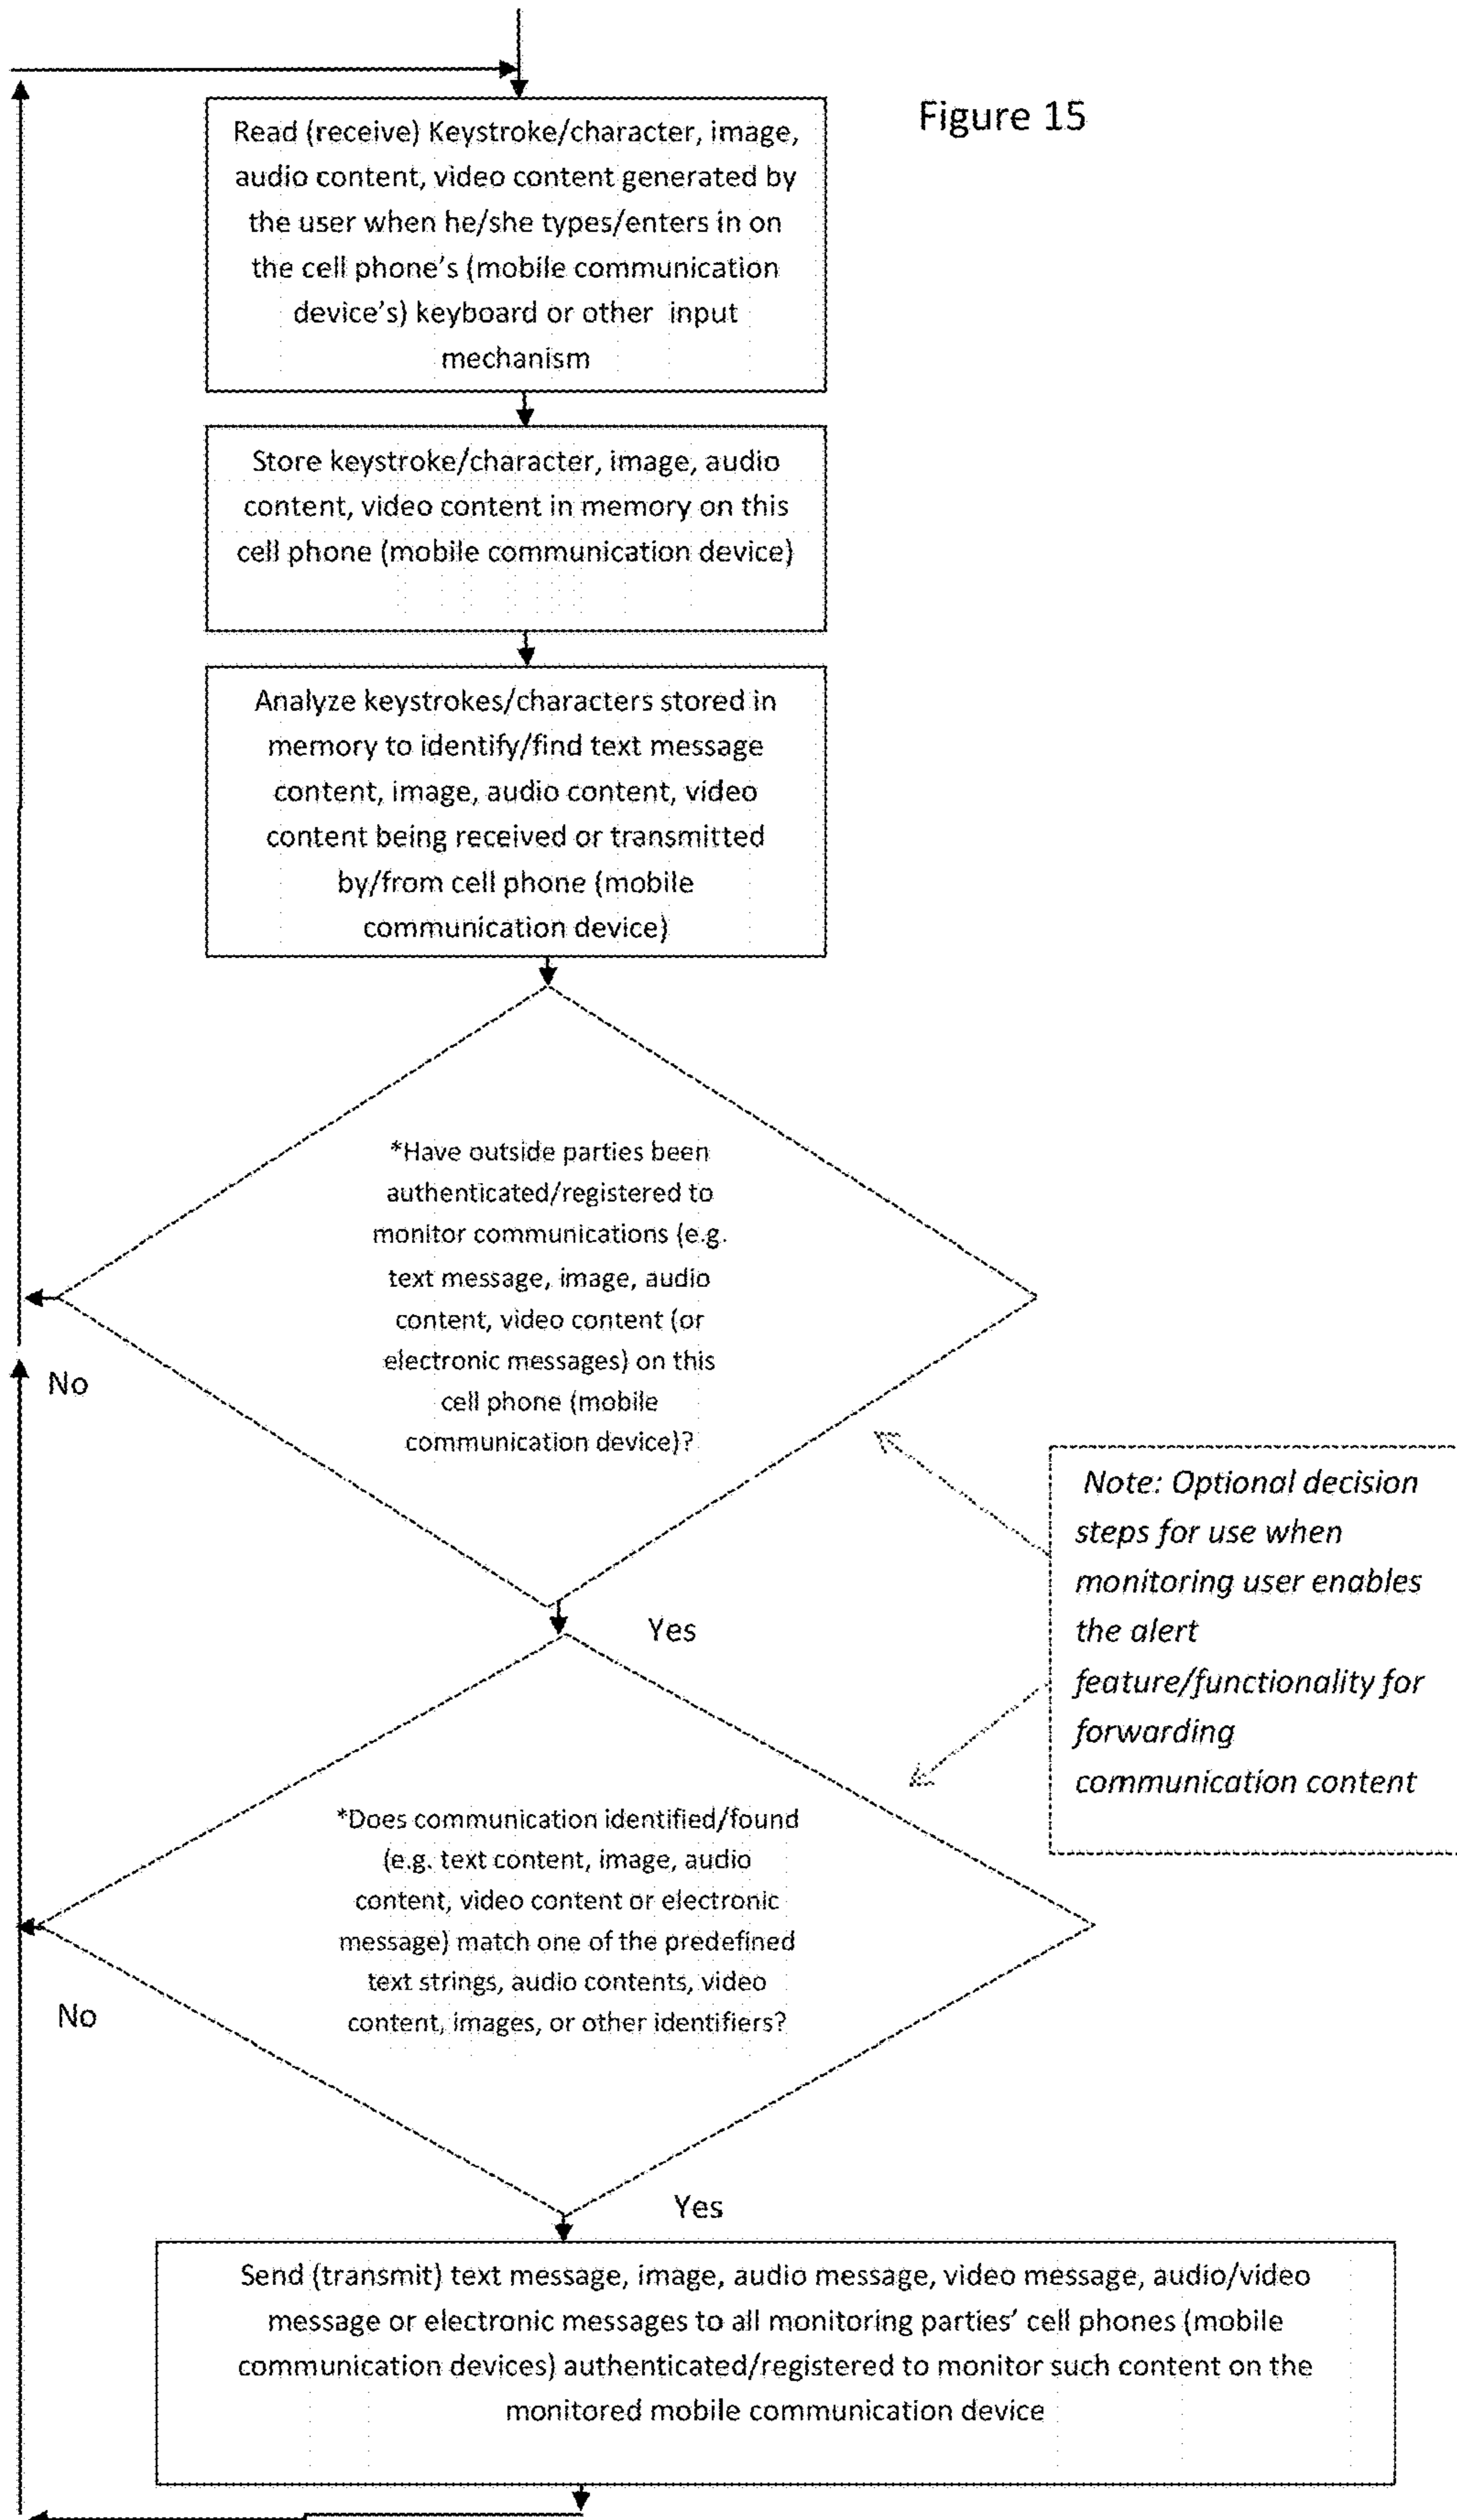 Figure 15
Read (receive) Keystroke/character, image,
audio content, video content generated by
the user when he/she types/enters in on
the cell phone's (mobile communication
device's) keyboard or other input
mechanism
Store keystroke/character, image, audio
content, video content in memory on this
cell phone (mobile communication device)
Analyze keystrokes/characters stored in
memory to identify/find text message
content, image, audio content, video
content being received or transmitted
by/from cell phone (mobile
communication device)
*Have outside parties been
authenticated/registered to
monitor communications (e.g.
text message, image, audio
content, video content (or
electronic messages) on this
cell phone (mobile
communication device)?
No
Yes
Note: Optional decision
steps for use when
monitoring user enables
the alert
feature/functionality for
forwarding
communication content
*Does communication identified/found
(e.g. text content, image, audio
content, video content or electronic
message) match one of the predefined
text strings, audio contents, video
content, images, or other identifiers?
No
Yes
Send (transmit) text message, image, audio message, video message, audio/video
message or electronic messages to all monitoring parties' cell phones (mobile
communication devices) authenticated/registered to monitor such content on the
monitored mobile communication device